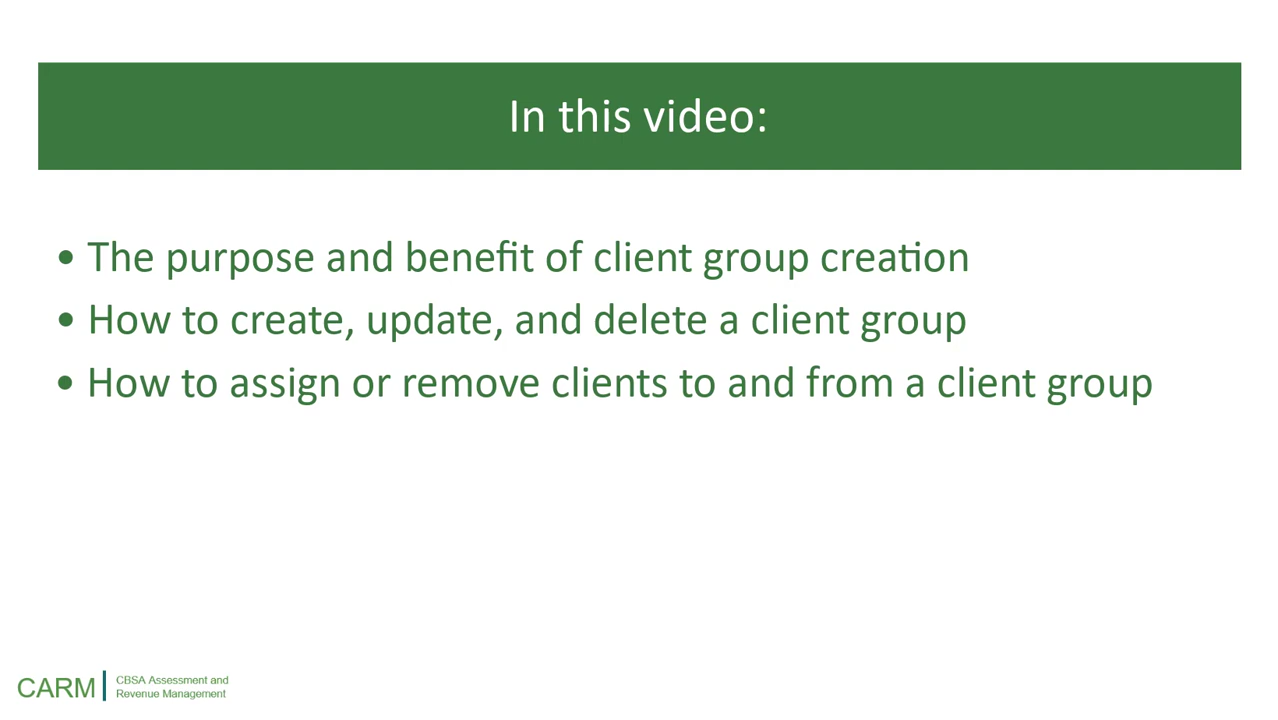 In this video:
• The purpose and benefit of client group creation
• How to create, update, and delete a client group
• How to assign or remove clients to and from a client group
CARM
CBSA Assessment and
Revenue Management